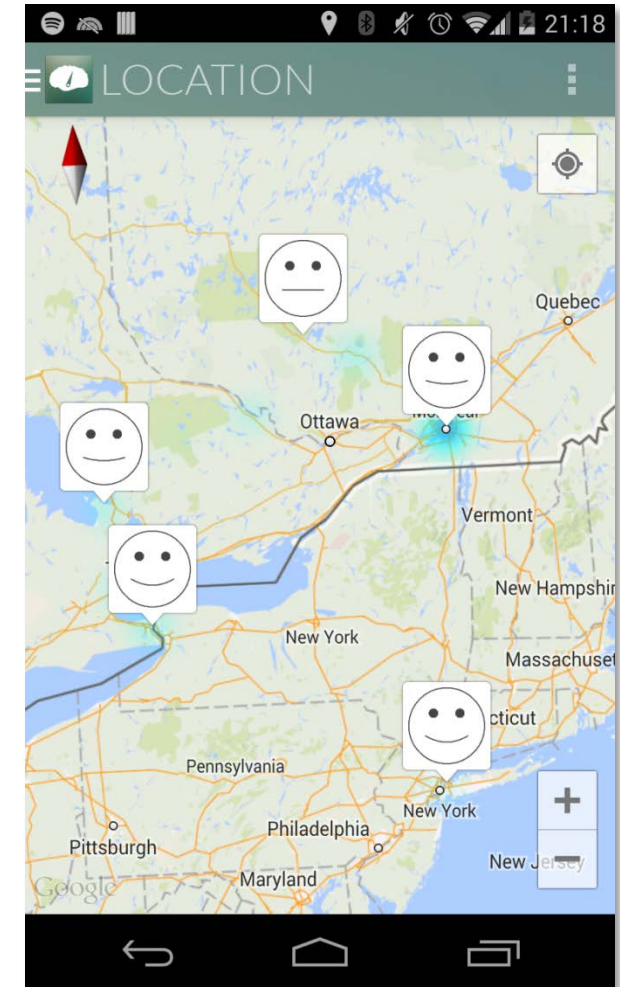 21:18
LOCATION
Quebec
Ottawa
Vermont
New Hampshir
New York
Massachuset
cticut
Pennsylvania
New York
Philadelphia
Pittsburgh
New Jersey
Maryland
Google